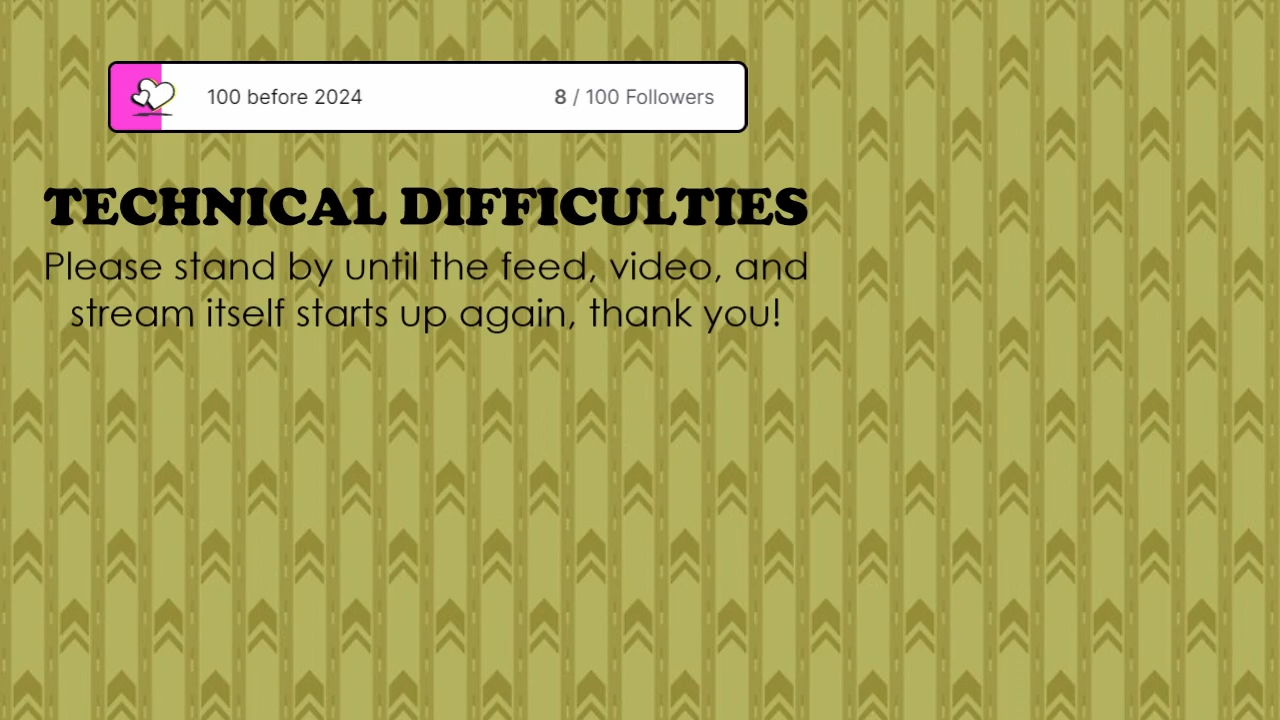 100 before 2024 8 / 100 Followers
TECHNICAL DIFFICULTIES
Please stand by until the feed, video, and
stream itself starts up again, thank you!